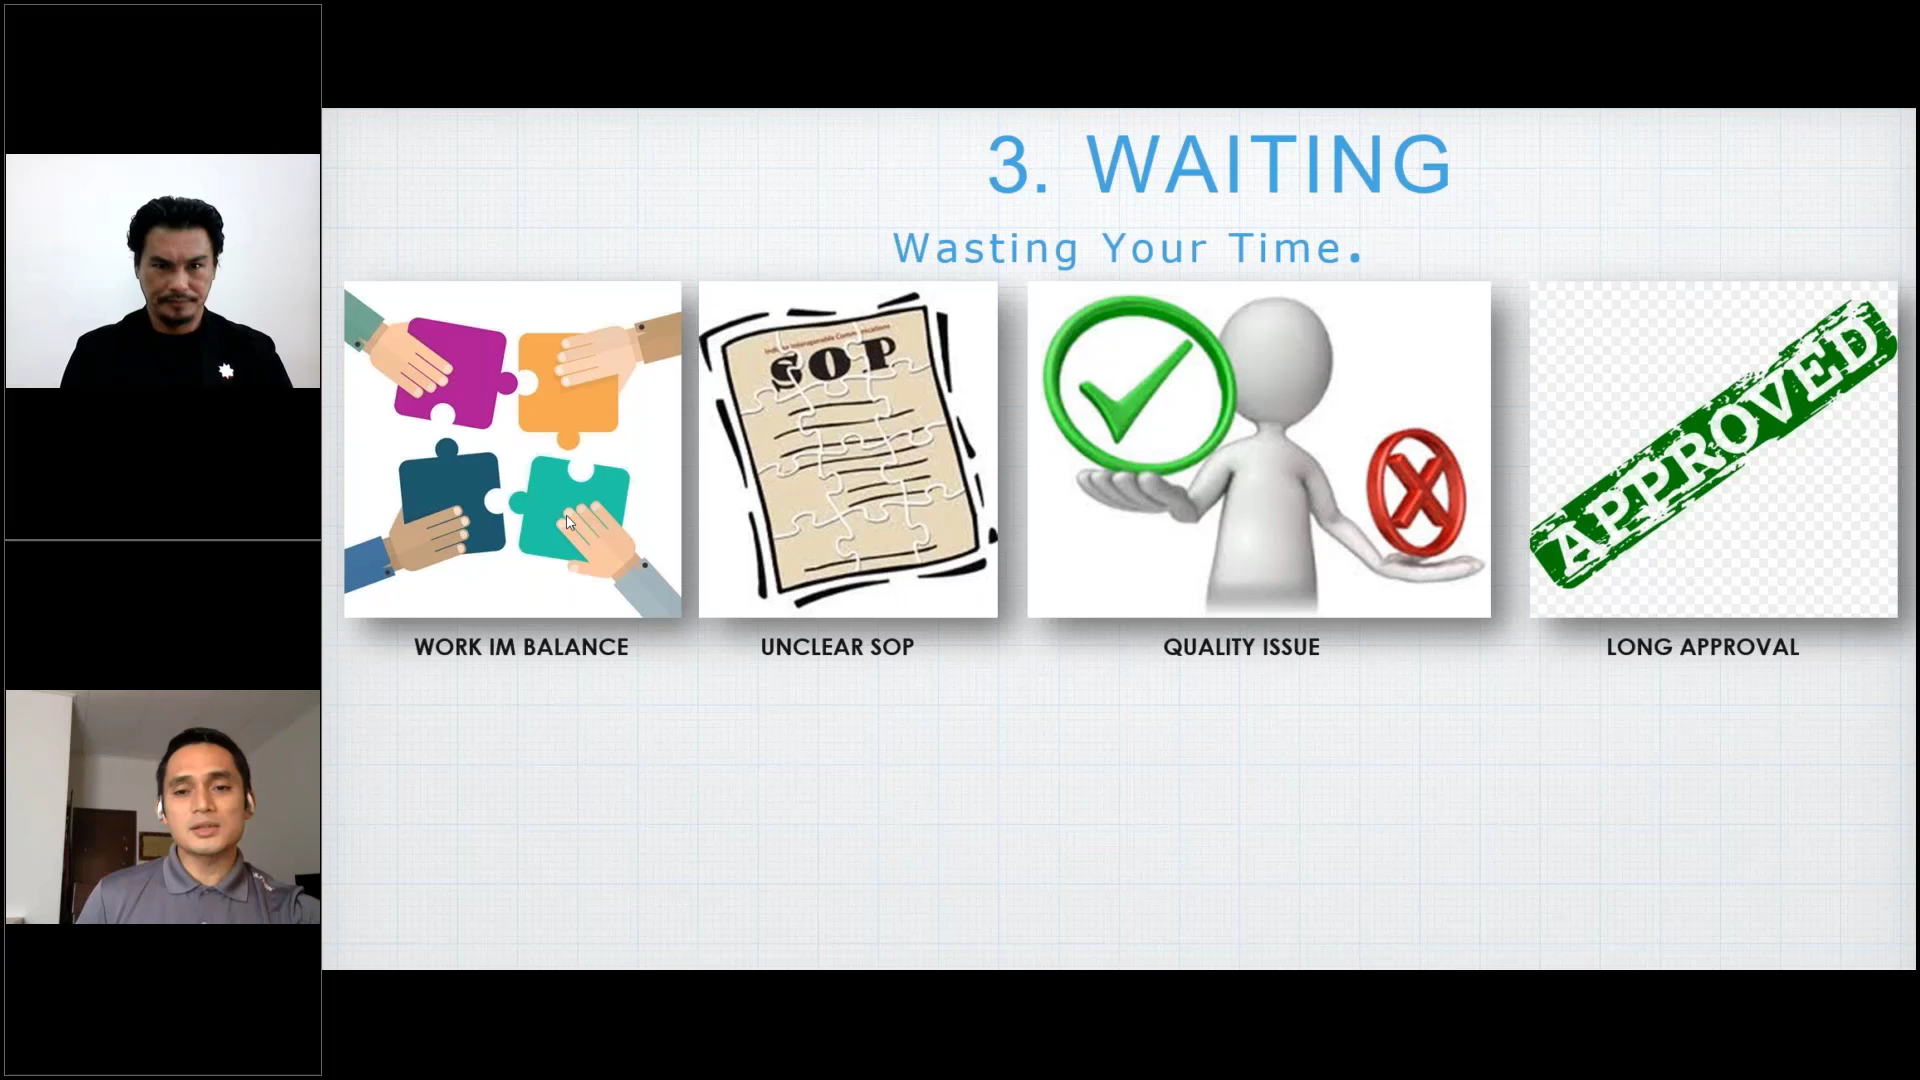 3. WAITING
Wasting Your Time.
SOP
APPROVED
WORK IM BALANCE
UNCLEAR SOP
QUALITY ISSUE
LONG APPROVAL